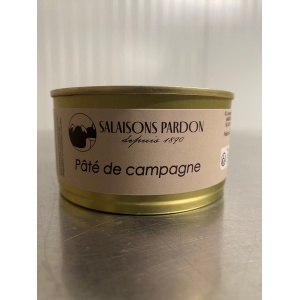 SALAISONS PARDON
depuis 1890
Pâté de campagne